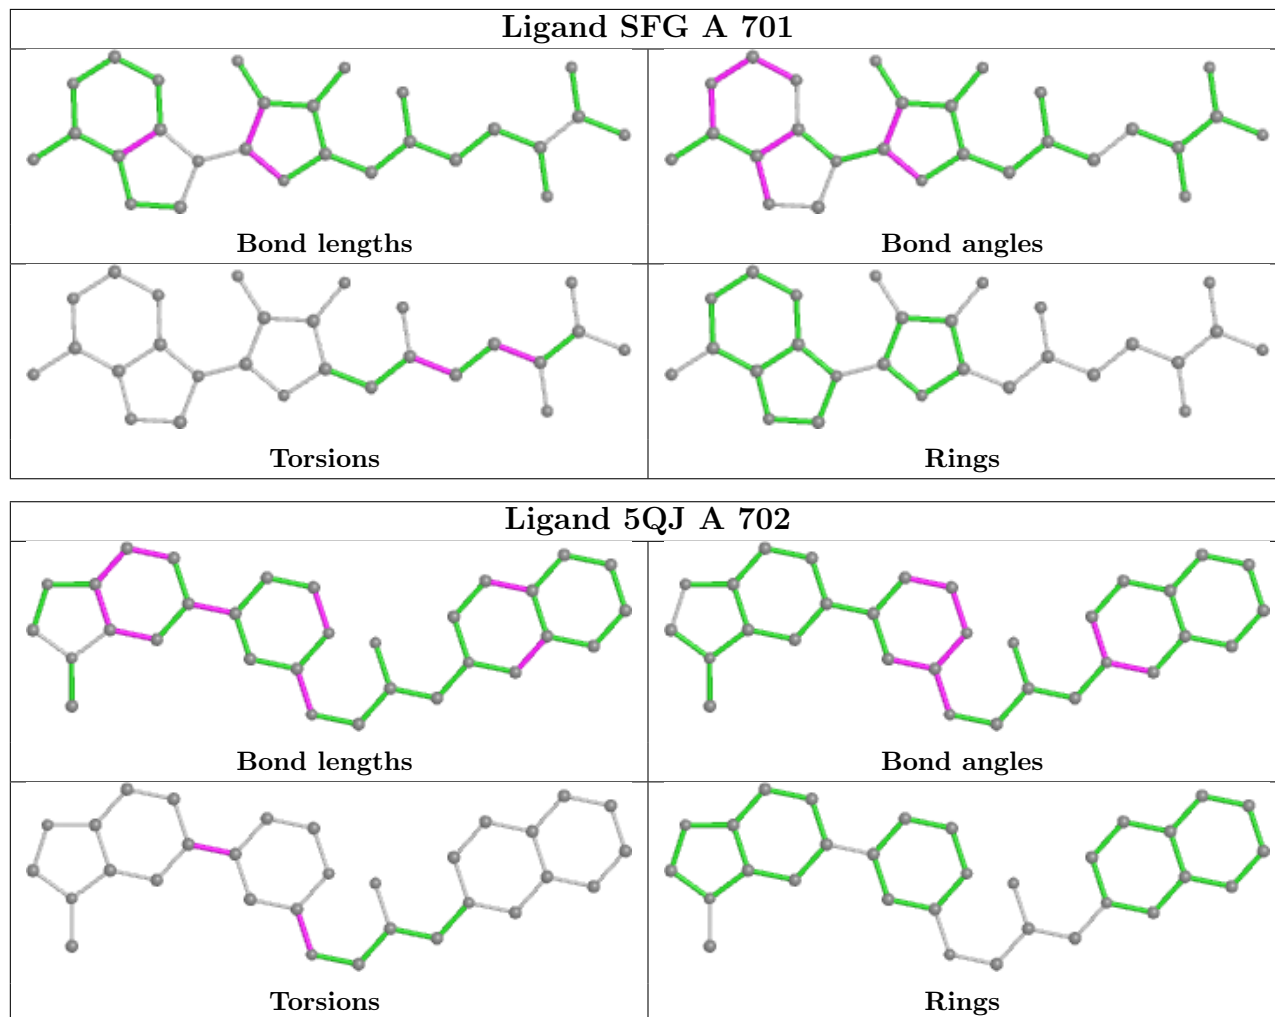 Ligand SFG A 701
Bond lengths
Bond angles
Torsions
Rings
Ligand 5QJ A 702
Bond lengths
Bond angles
Torsions
Rings